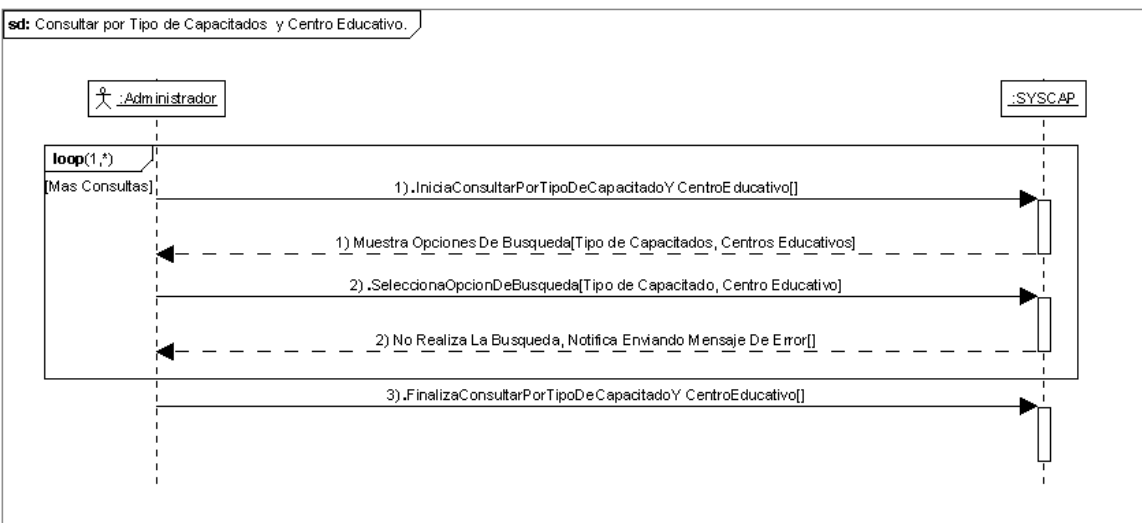 sd: Consultar por Tipo de Capacitados y Centro Educativo.
:Administrador
:SYSCAP
loop(1,*)
[Mas Consultas]
1).IniciaConsultarPorTipoDeCapacitadoY CentroEducativo[]
1) Muestra Opciones De Busqueda[Tipo de Capacitados, Centros Educativos]
2).SeleccionaOpcionDeBusqueda[Tipo de Capacitado, Centro Educativo]
2) No Realiza La Busqueda, Notifica Enviando Mensaje De Error[]
3).FinalizaConsultarPorTipoDeCapacitadoY CentroEducativo[]